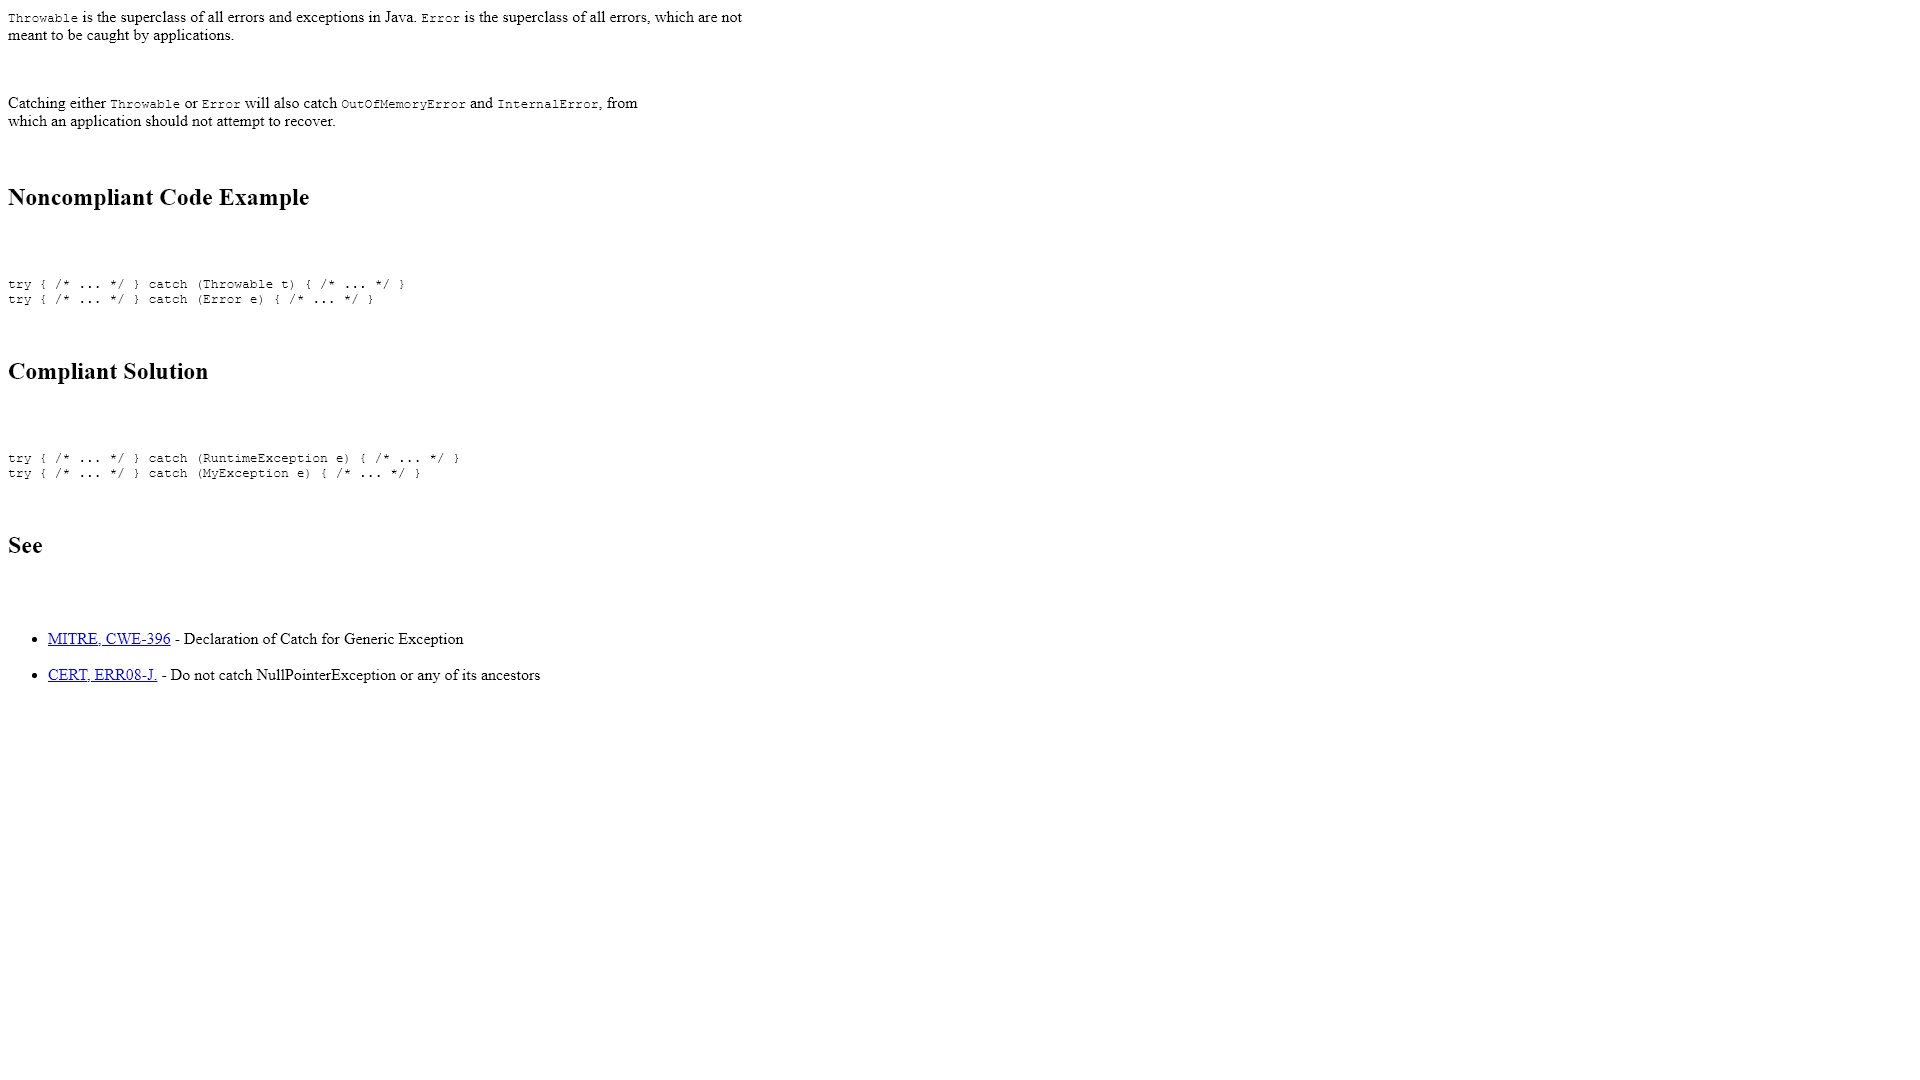 Throwable is the superclass of all errors and exceptions in Java. Error is the superclass of all errors, which are not
meant to be caught by applications.
Catching either Throwable or Error will also catch OutOfMemoryError and InternalError, from
which an application should not attempt to recover.
Noncompliant Code Example
try { /* ... */ } catch (Throwable t) { /* ... */ }
try { /* ... */ } catch (Error e) { /* ... */ }
Compliant Solution
try { /* ... */ } catch (RuntimeException e) { /* ... */ }
try { /* ... */ } catch (MyException e) { /* ... */ }
See
• MITRE, CWE-396 - Declaration of Catch for Generic Exception
• CERT, ERR08-J. - Do not catch NullPointerException or any of its ancestors